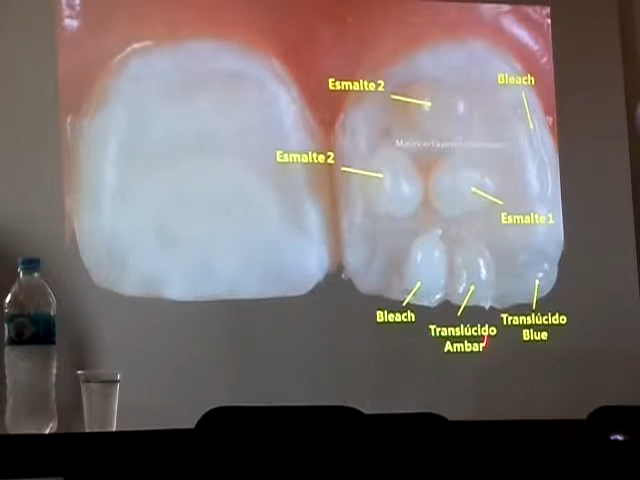 Esmalte 2
Bleach
Esmalte 2
Esmalte 1
Bleach
Translúcido
Ambar
Translúcido
Blue